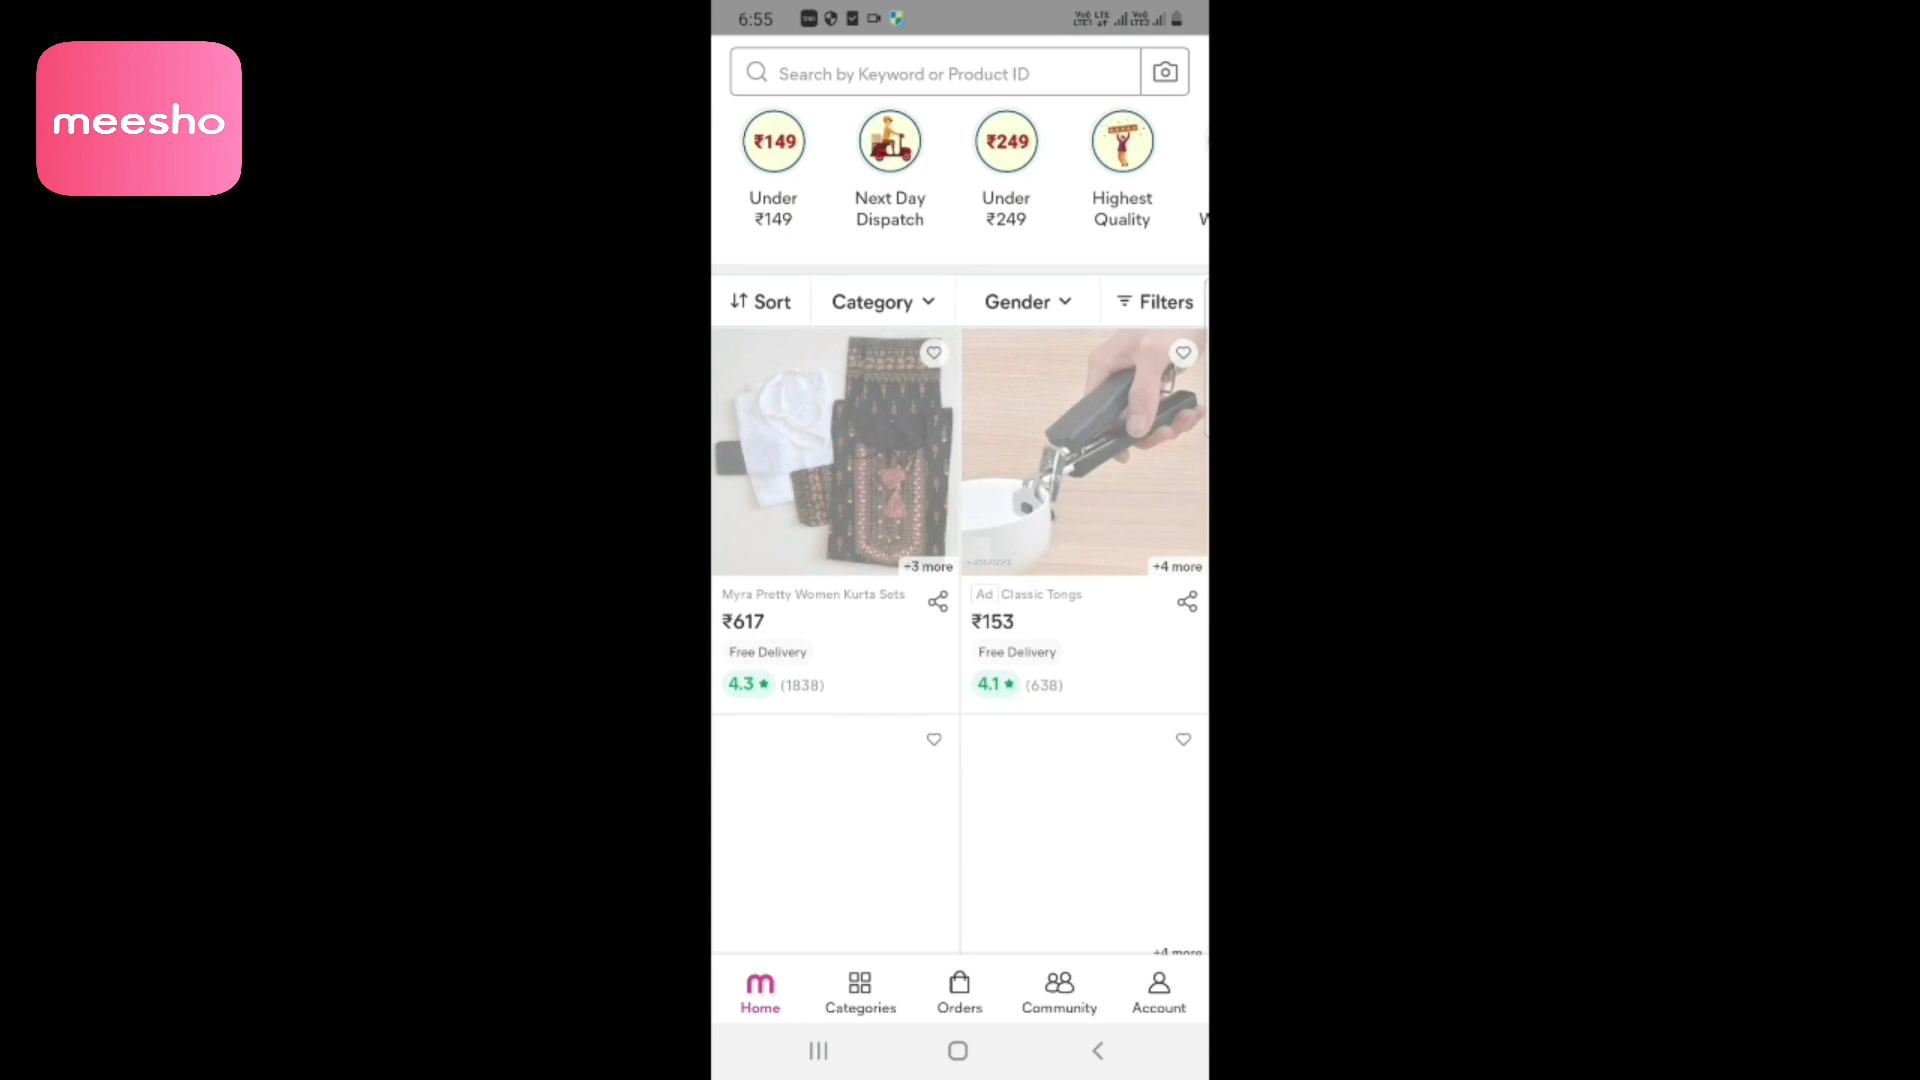 meesho
6:55
Search by Keyword or Product ID
₹149
₹249
Under
₹149
Next Day
Dispatch
Under
₹249
Highest
Quality
W
Sort
Category
Gender
Filters
+3 more
+4 more
Myra Pretty Women Kurta Sets
₹617
Free Delivery
4.3 (1838)
Ad Classic Tongs
₹153
Free Delivery
4.1 (638)
+4 more
Home
Categories
Orders
Community
Account